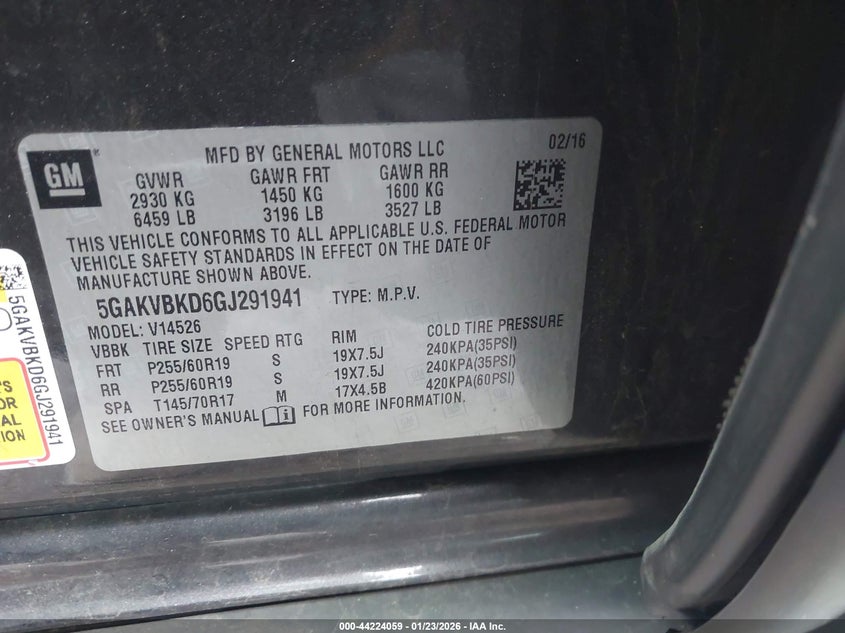 GM
MFD BY GENERAL MOTORS LLC 02/16
GVWR GAWR FRT GAWR RR
2930 KG 1450 KG 1600 KG
6459 LB 3196 LB 3527 LB
THIS VEHICLE CONFORMS TO ALL APPLICABLE U.S. FEDERAL MOTOR
VEHICLE SAFETY STANDARDS IN EFFECT ON THE DATE OF
MANUFACTURE SHOWN ABOVE.
5GAKVBKD6GJ291941 TYPE: M.P.V.
MODEL: V14526
VBBK TIRE SIZE SPEED RTG RIM COLD TIRE PRESSURE
FRT P255/60R19 S 19X7.5J 240KPA(35PSI)
RR P255/60R19 S 19X7.5J 240KPA(35PSI)
SPA T145/70R17 M 17X4.5B 420KPA(60PSI)
SEE OWNER'S MANUAL FOR MORE INFORMATION.
5GAKVBKD6GJ291941
'S
OR
AL
ION
000-44224059 - 01/23/2026 - IAA Inc.